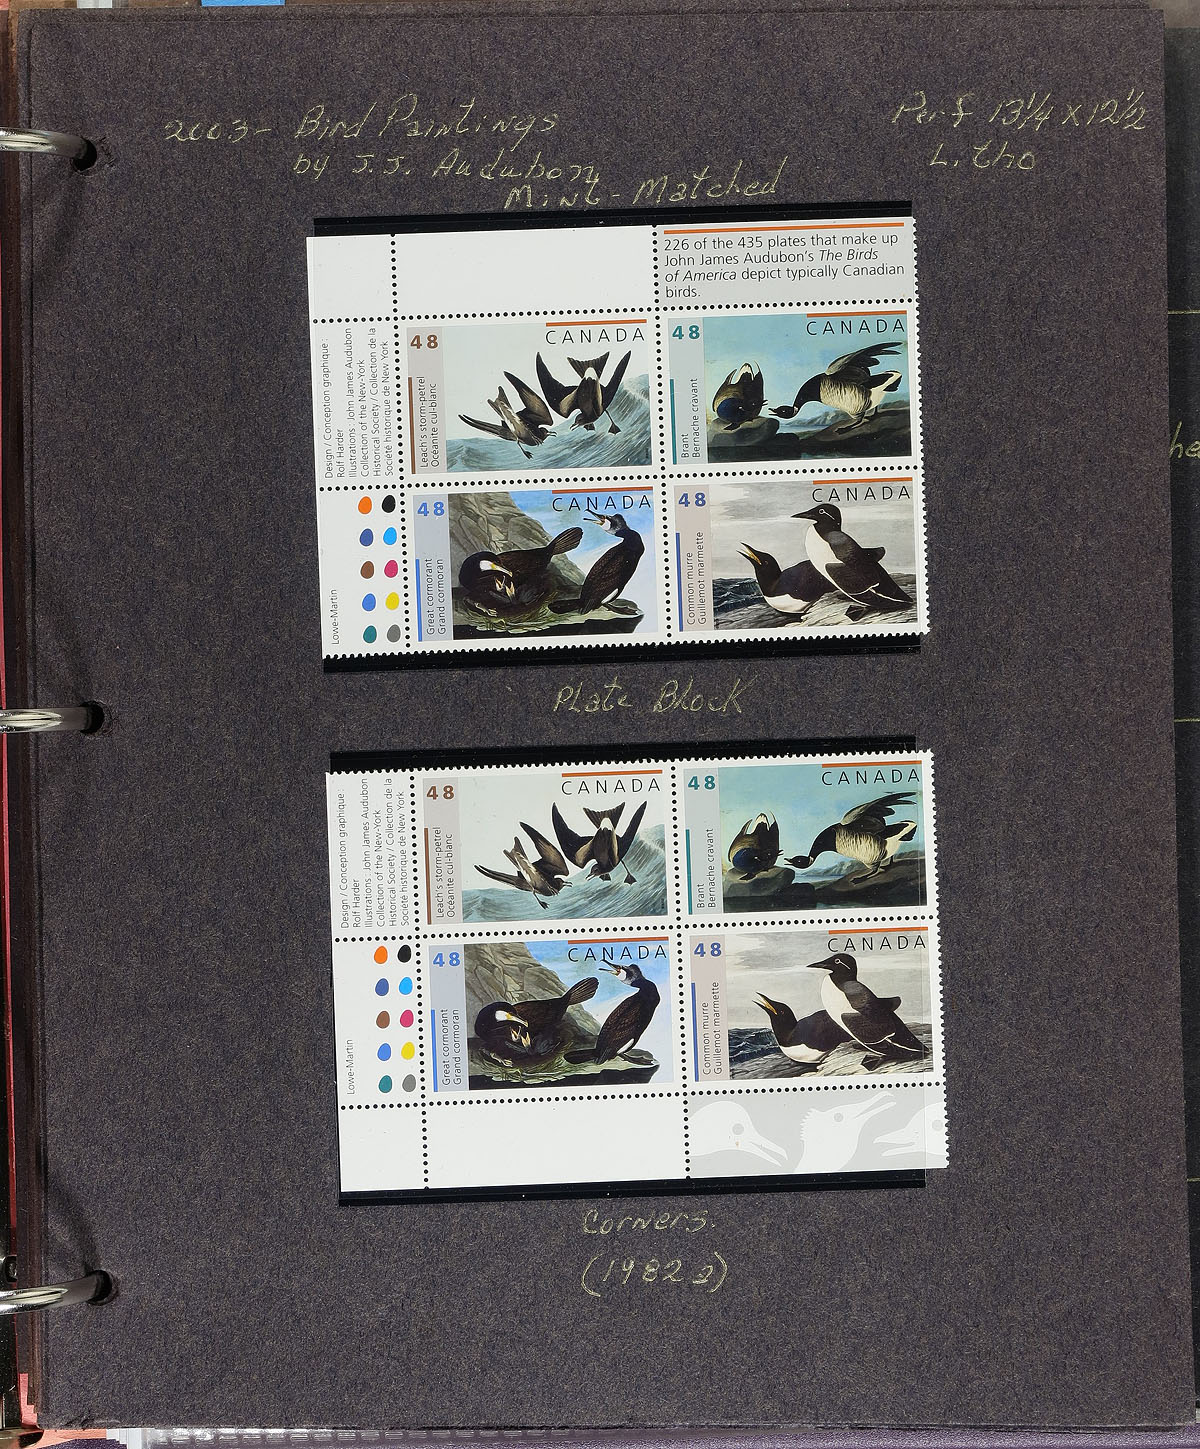 2003- Bird Paintings
by J.J. Audubon
Perf 13¼ x 12½
Litho
Mint - Matched
226 of the 435 plates that make up
John James Audubon's The Birds
of America depict typically Canadian
birds.
Design / Conception graphique :
Rolf Harder
Illustrations : John James Audubon
Collection of the New-York
Historical Society / Collection de la
Société historique de New York
48
CANADA
Leach's storm-petrel
Océanite cul-blanc
48
CANADA
Brant
Bernache cravant
Lowe-Martin
48
CANADA
Great cormorant
Grand cormoran
48
CANADA
Common murre
Guillemot marmette
Plate Block
Design / Conception graphique :
Rolf Harder
Illustrations : John James Audubon
Collection of the New-York
Historical Society / Collection de la
Société historique de New York
48
CANADA
Leach's storm-petrel
Océanite cul-blanc
48
CANADA
Brant
Bernache cravant
Lowe-Martin
48
CANADA
Great cormorant
Grand cormoran
48
CANADA
Common murre
Guillemot marmette
Corners.
(1982a)